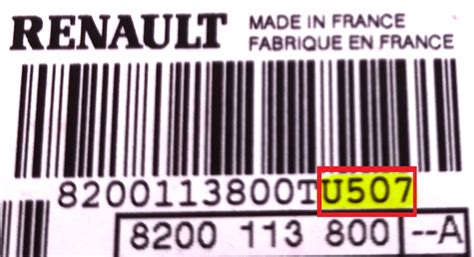 RENAULT
MADE IN FRANCE
FABRIQUE EN FRANCE
8200113800TU507
8200 113 800 --A